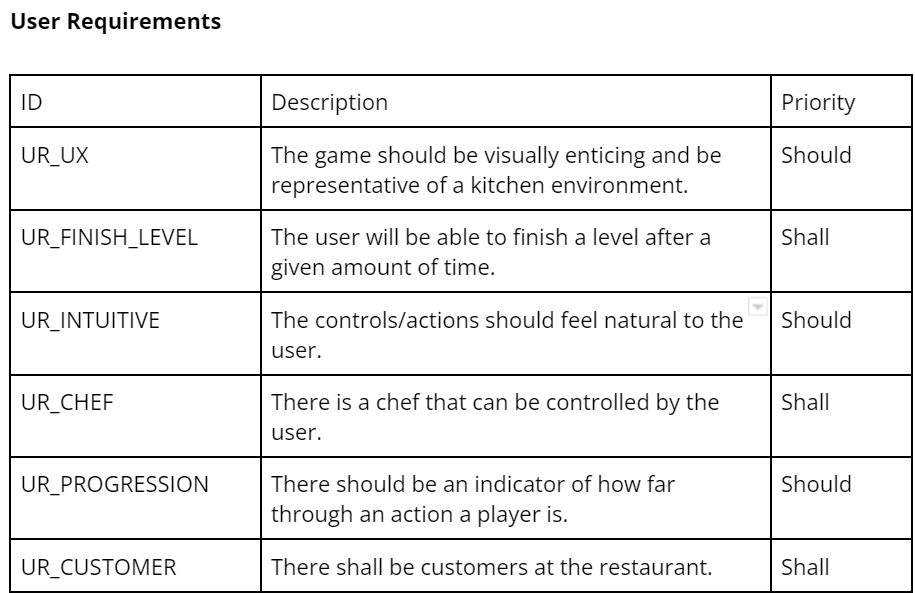 User Requirements
ID Description Priority
UR_UX The game should be visually enticing and be Should
representative of a kitchen environment.
UR_FINISH_LEVEL The user will be able to finish a level after a Shall
given amount of time.
UR_INTUITIVE The controls/actions should feel natural to the Should
user.
UR_CHEF There is a chef that can be controlled by the Shall
user.
UR_PROGRESSION There should be an indicator of how far Should
through an action a player is.
UR_CUSTOMER There shall be customers at the restaurant. Shall